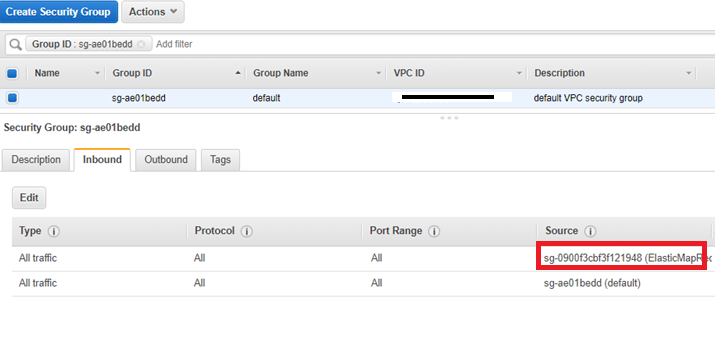 Create Security Group Actions
Group ID : sg-ae01bedd Add filter
Name Group ID Group Name VPC ID Description
sg-ae01bedd default default VPC security group
Security Group: sg-ae01bedd
Description Inbound Outbound Tags
Edit
Type Protocol Port Range Source
All traffic All All sg-0900f3cbf3f121948 (ElasticMapRec
All traffic All All sg-ae01bedd (default)